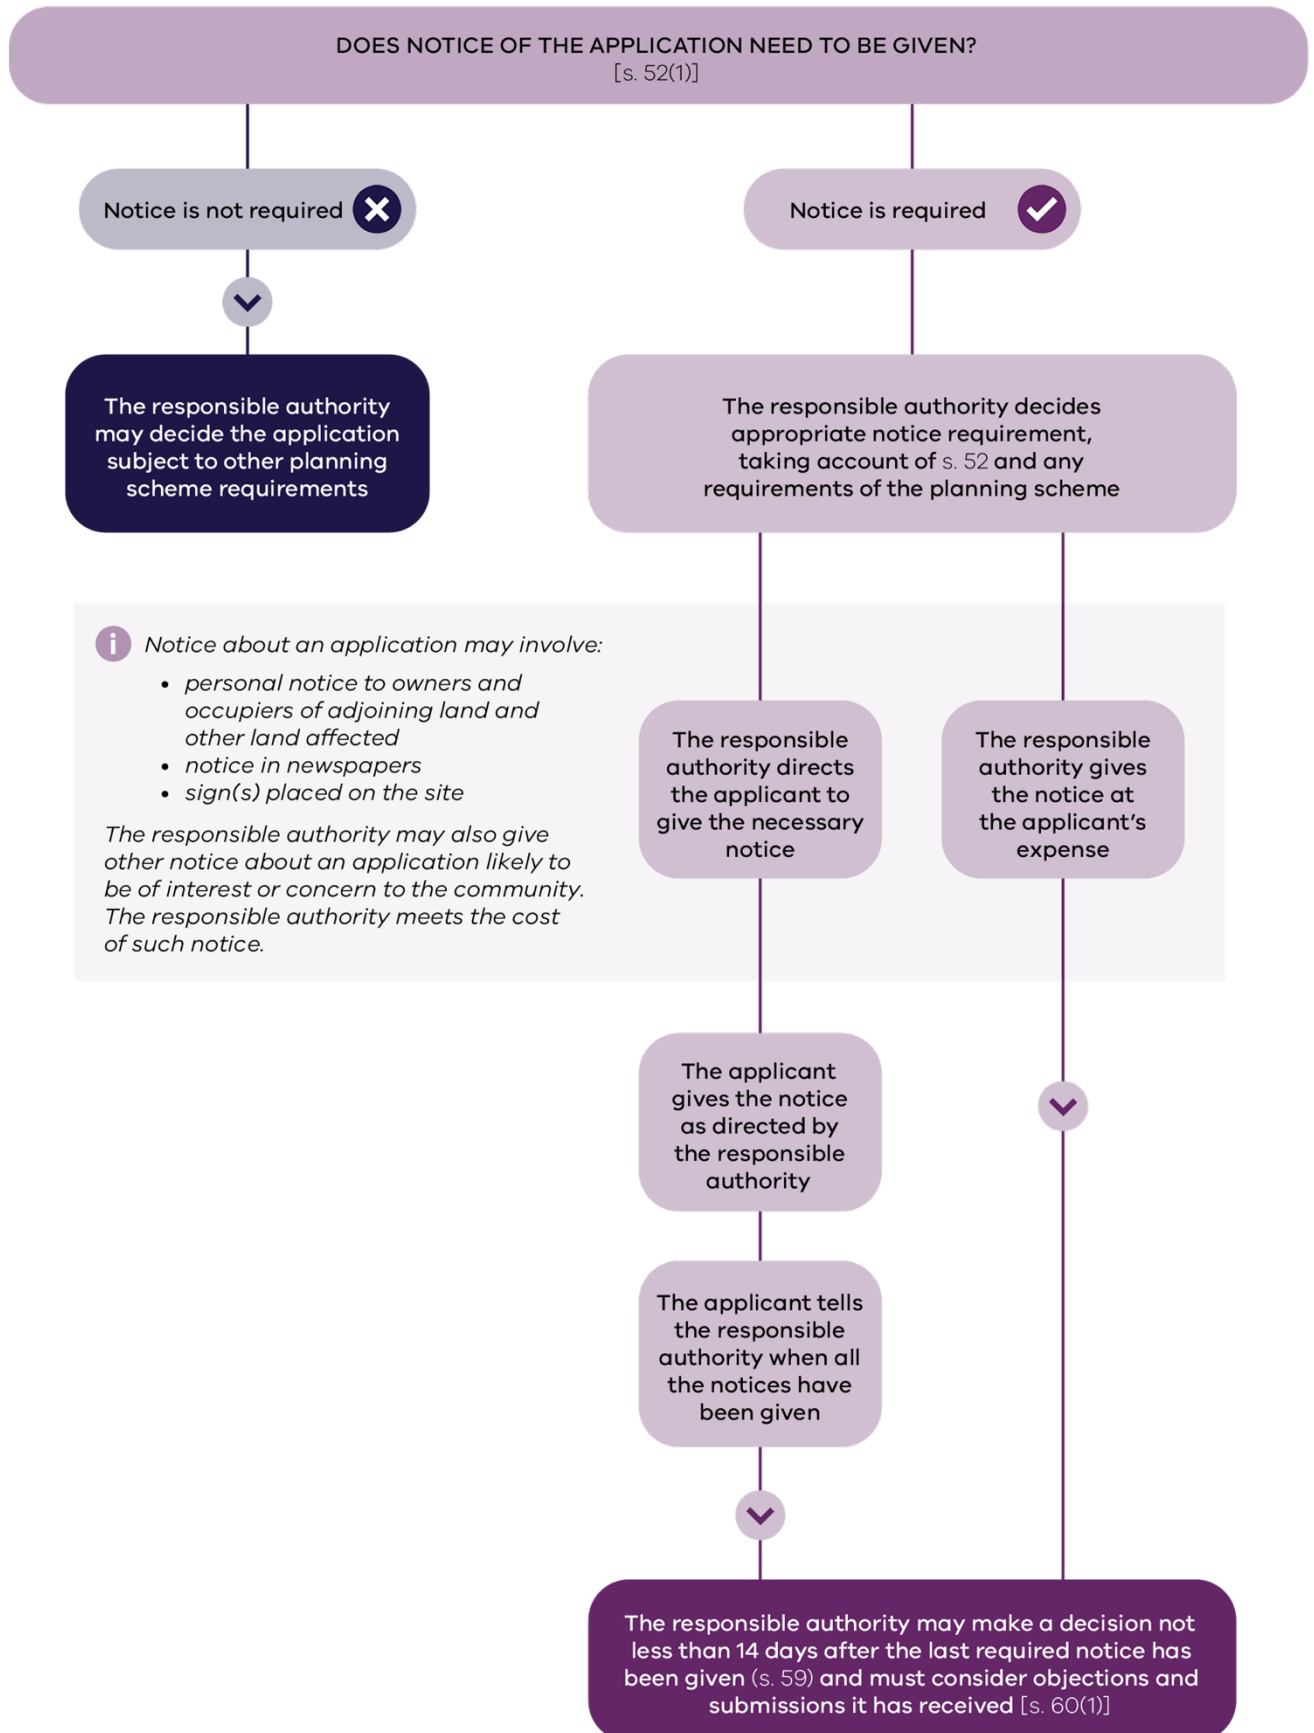 DOES NOTICE OF THE APPLICATION NEED TO BE GIVEN?
[s. 52(1)]
Notice is not required
Notice is required
The responsible authority
may decide the application
subject to other planning
scheme requirements
The responsible authority decides
appropriate notice requirement,
taking account of s. 52 and any
requirements of the planning scheme
i Notice about an application may involve:
• personal notice to owners and
occupiers of adjoining land and
other land affected
• notice in newspapers
• sign(s) placed on the site
The responsible authority may also give
other notice about an application likely to
be of interest or concern to the community.
The responsible authority meets the cost
of such notice.
The responsible
authority directs
the applicant to
give the necessary
notice
The responsible
authority gives
the notice at
the applicant's
expense
The applicant
gives the notice
as directed by
the responsible
authority
The applicant tells
the responsible
authority when all
the notices have
been given
The responsible authority may make a decision not
less than 14 days after the last required notice has
been given (s. 59) and must consider objections and
submissions it has received [s. 60(1)]